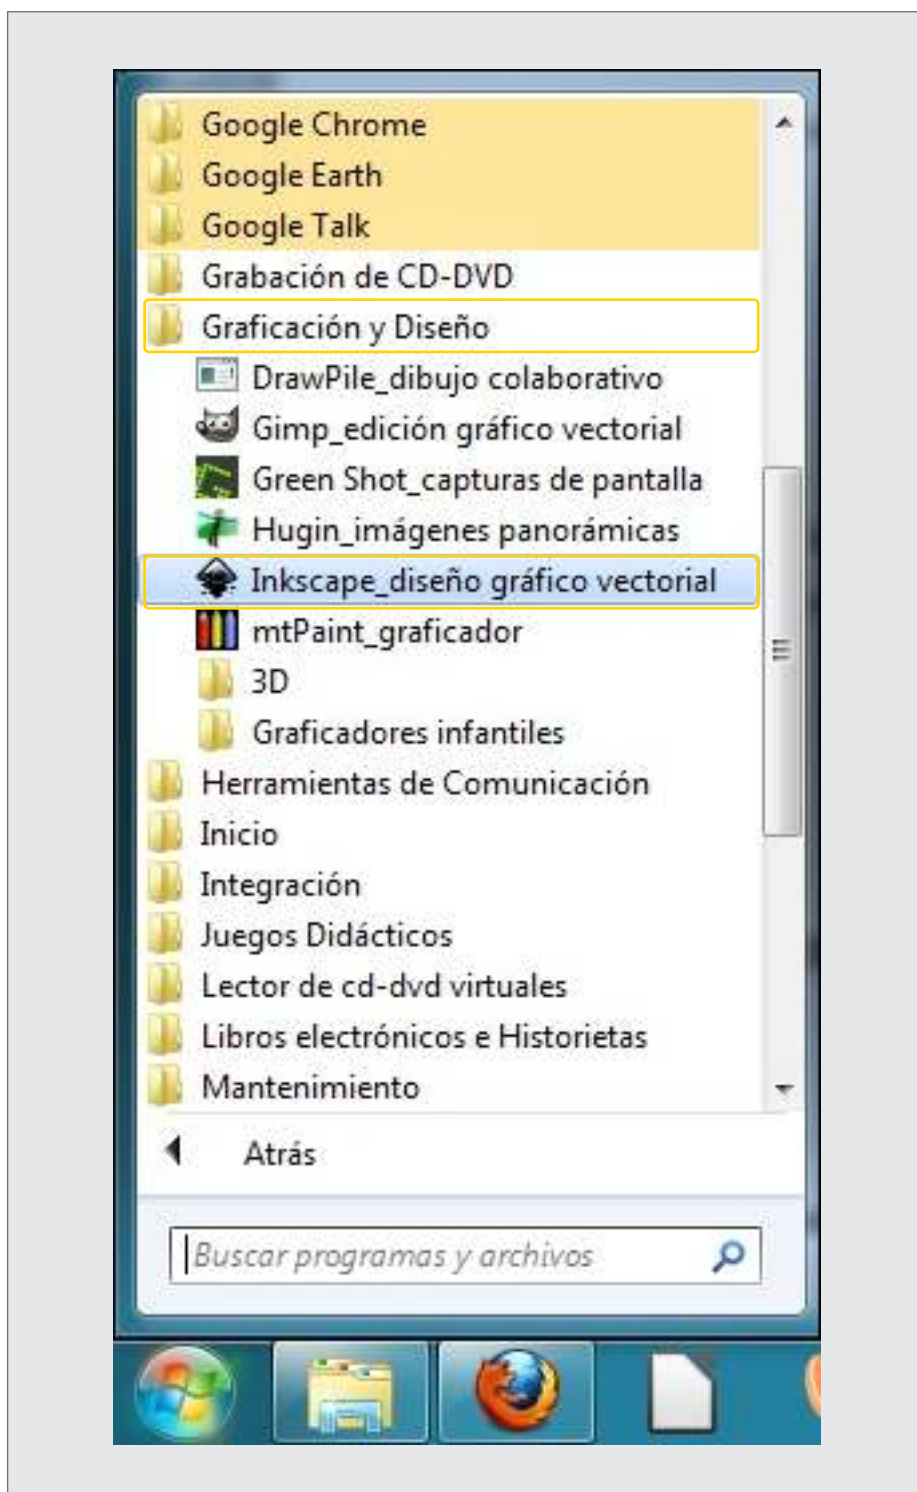 Google Chrome
Google Earth
Google Talk
Grabación de CD-DVD
Graficación y Diseño
DrawPile_dibujo colaborativo
Gimp_edición gráfico vectorial
Green Shot_capturas de pantalla
Hugin_imágenes panorámicas
Inkscape_diseño gráfico vectorial
mtPaint_graficador
3D
Graficadores infantiles
Herramientas de Comunicación
Inicio
Integración
Juegos Didácticos
Lector de cd-dvd virtuales
Libros electrónicos e Historietas
Mantenimiento
Atrás
Buscar programas y archivos